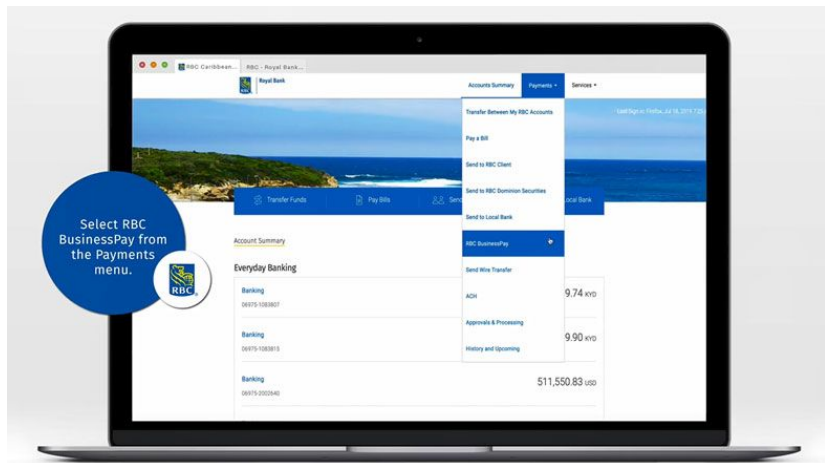 RBC Caribbean... RBC - Royal Bank...
RBC
Royal Bank
Accounts Summary Payments Services
Transfer Between My RBC Accounts
Pay a Bill
Send to RBC Client
Send to RBC Dominion Securities
Send to Local Bank
RBC BusinessPay
Send Wire Transfer
ACH
Approvals & Processing
History and Upcoming
Transfer Funds Pay Bills Local Bank
Account Summary
Everyday Banking
Banking
06975-1083807
9.74 KYD
Banking
06975-1083815
9.90 KYD
Banking
06975-2002640
511,550.83 USD
Select RBC
BusinessPay from
the Payments
menu.
RBC